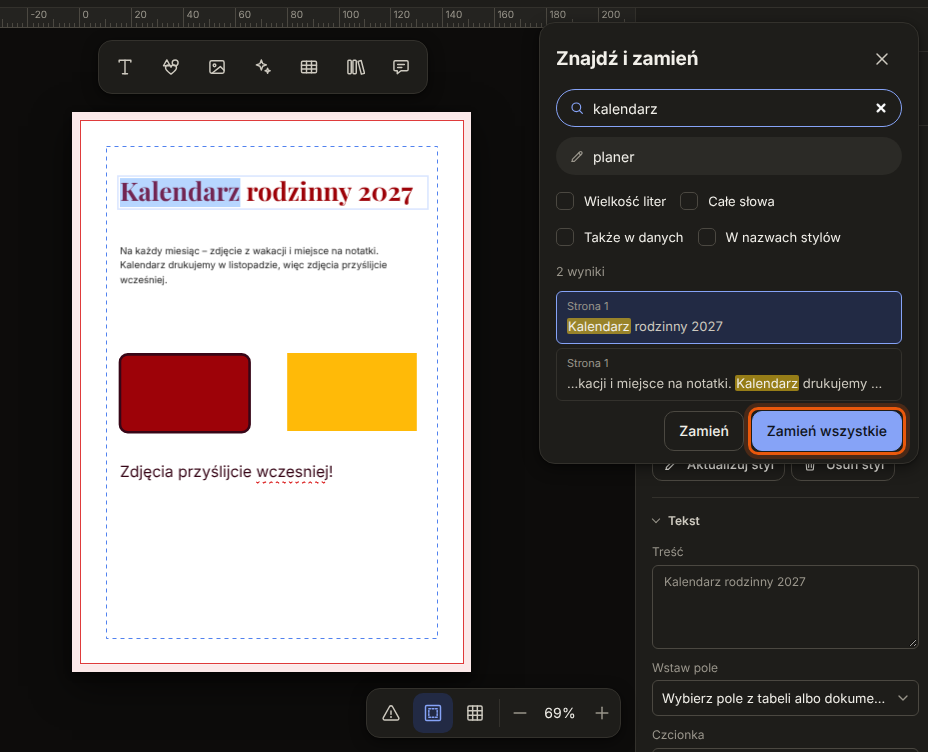 -20 0 20 40 60 80 100 120 140 160 180 200
Znajdź i zamień
kalendarz
planer
Wielkość liter
Całe słowa
Także w danych
W nazwach stylów
2 wyniki
Strona 1
Kalendarz rodzinny 2027
Strona 1
...kacji i miejsce na notatki. Kalendarz drukujemy ...
Zamień
Zamień wszystkie
Kalendarz rodzinny 2027
Na każdy miesiąc – zdjęcie z wakacji i miejsce na notatki.
Kalendarz drukujemy w listopadzie, więc zdjęcia przyślijcie
wcześniej.
Zdjęcia przyślijcie wczesniej!
Aktualizuj styl
Usuń styl
Tekst
Treść
Kalendarz rodzinny 2027
Wstaw pole
Wybierz pole z tabeli albo dokume...
Czcionka
69%